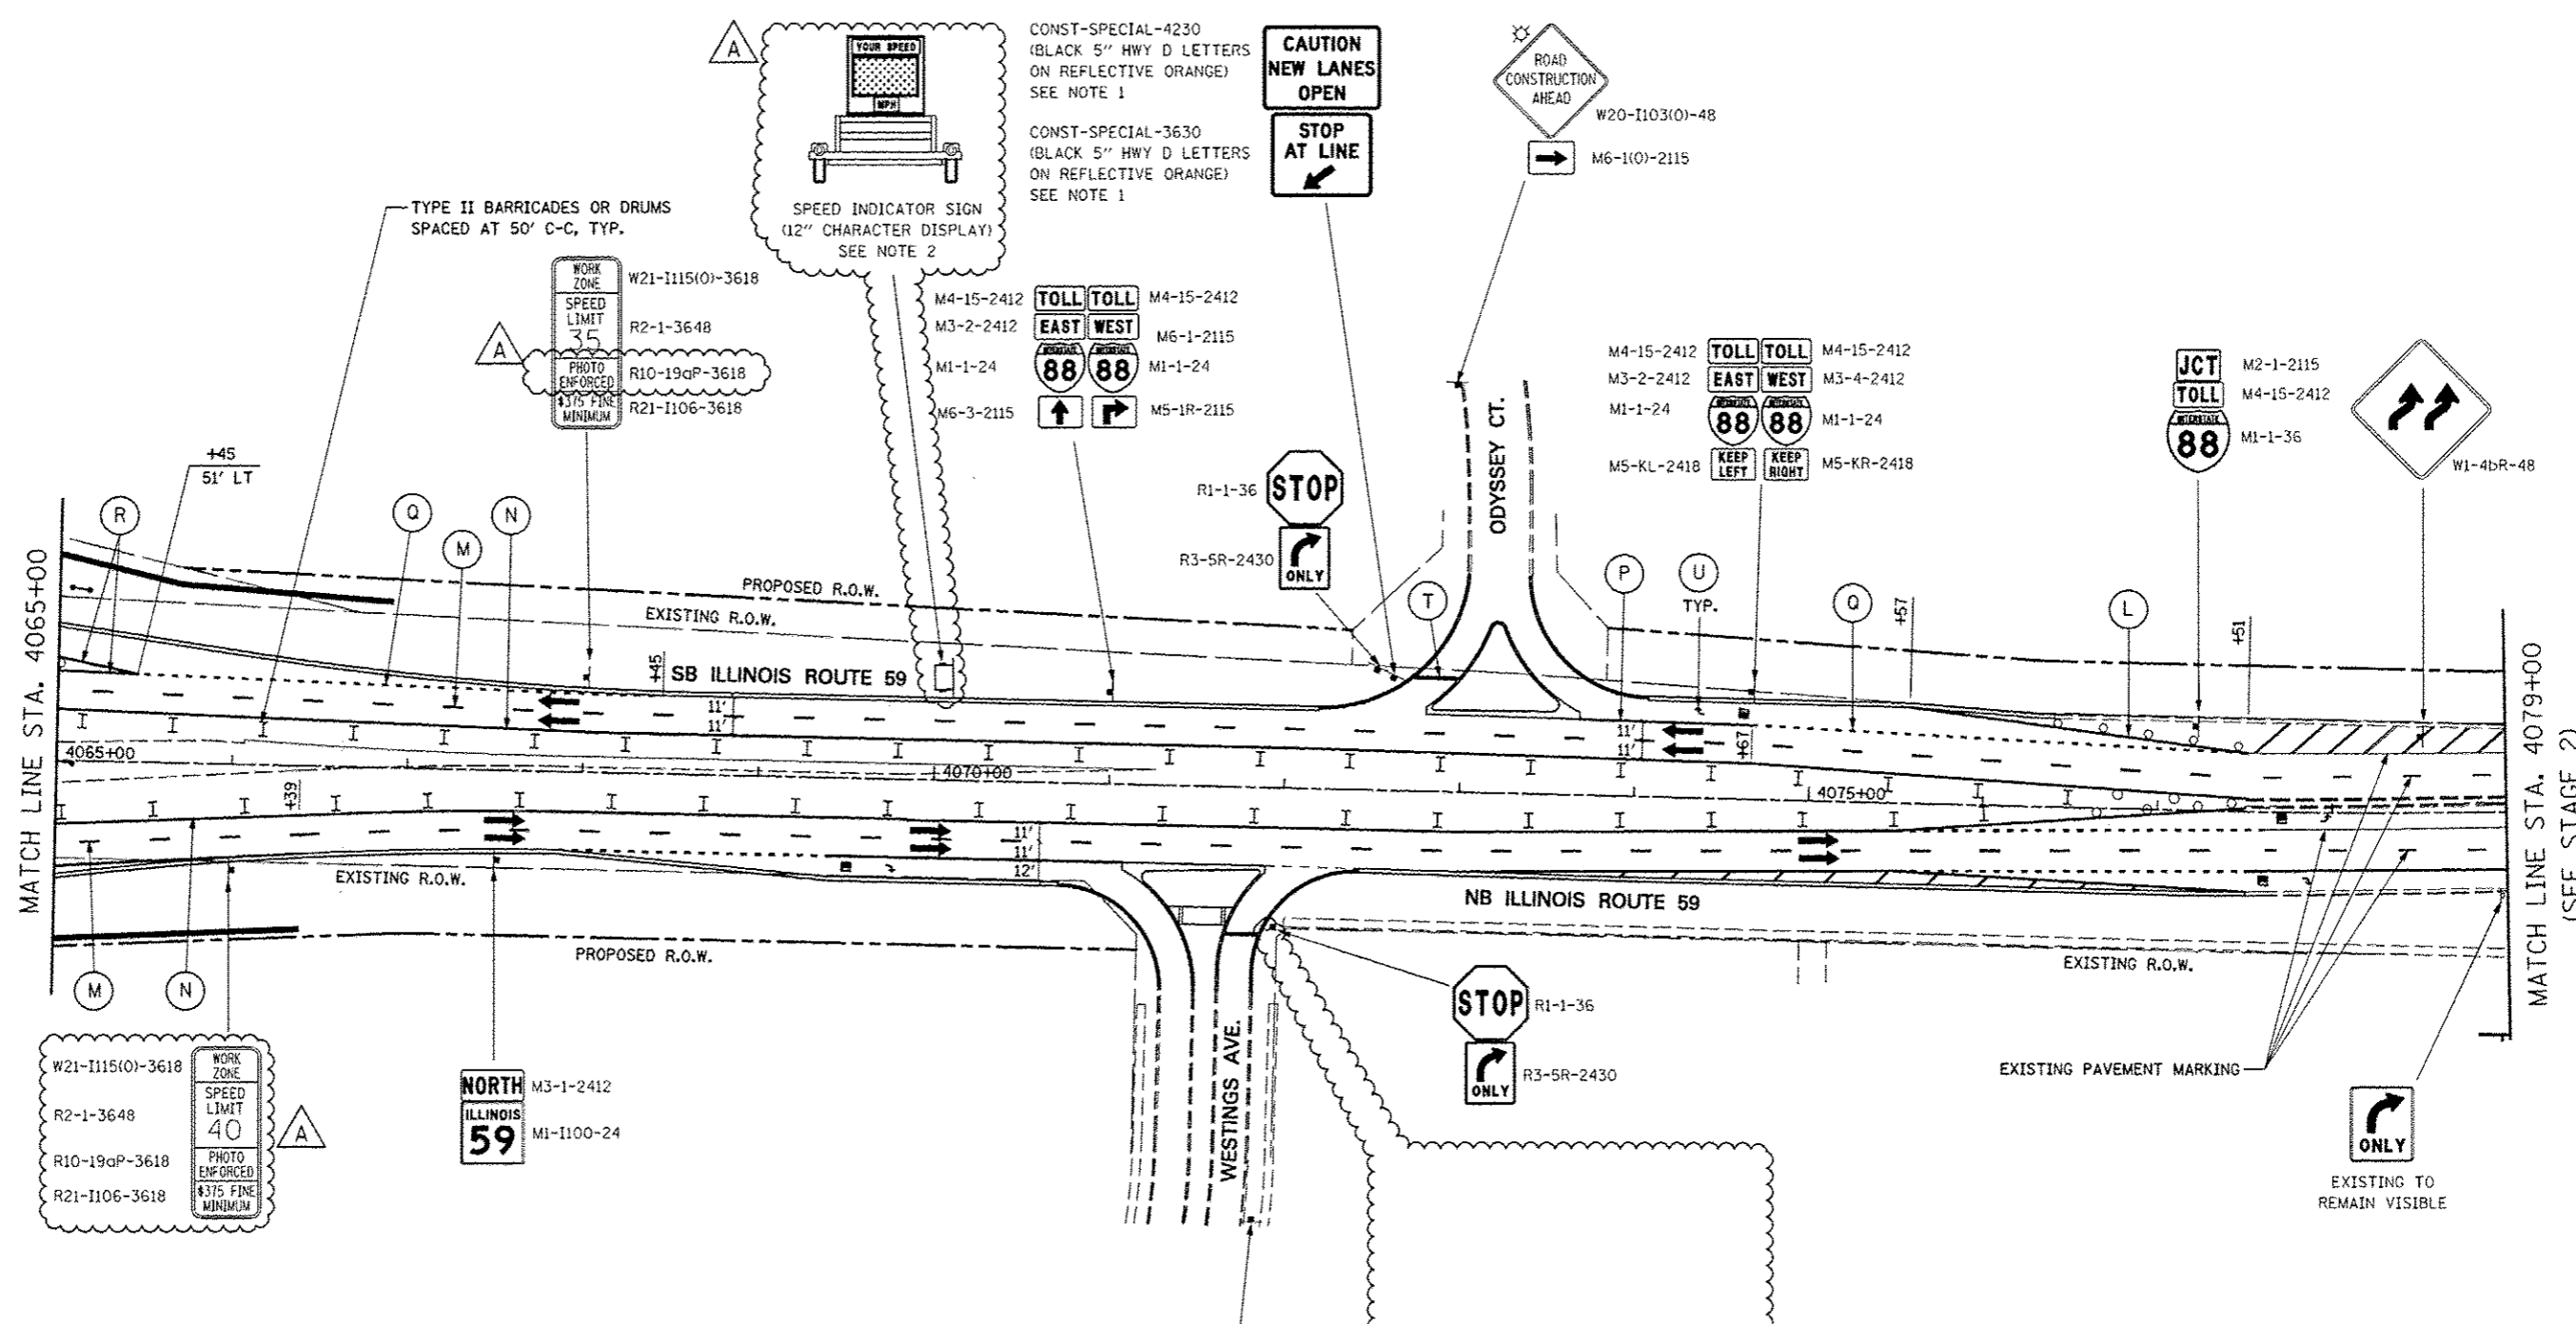 A
YOUR SPEED
MPH
SPEED INDICATOR SIGN
(12" CHARACTER DISPLAY)
SEE NOTE 2
CONST-SPECIAL-4230
(BLACK 5" HWY D LETTERS
ON REFLECTIVE ORANGE)
SEE NOTE 1
CONST-SPECIAL-3630
(BLACK 5" HWY D LETTERS
ON REFLECTIVE ORANGE)
SEE NOTE 1
CAUTION
NEW LANES
OPEN
STOP
AT LINE
ROAD
CONSTRUCTION
AHEAD
W20-I103(O)-48
M6-1(O)-2115
TYPE II BARRICADES OR DRUMS
SPACED AT 50' C-C, TYP.
WORK
ZONE
SPEED
LIMIT
35
PHOTO
ENFORCED
$375 FINE
MINIMUM
W21-I115(O)-3618
R2-1-3648
R10-19aP-3618
R21-I106-3618
A
M4-15-2412
TOLL TOLL
M4-15-2412
M3-2-2412
EAST WEST
M6-1-2115
M1-1-24
INTERSTATE INTERSTATE
88 88
M1-1-24
M6-3-2115
M5-1R-2115
R1-1-36
STOP
R3-5R-2430
ONLY
ODYSSEY CT.
M4-15-2412
TOLL TOLL
M4-15-2412
M3-2-2412
EAST WEST
M3-4-2412
M1-1-24
INTERSTATE INTERSTATE
88 88
M1-1-24
M5-KL-2418
KEEP LEFT
KEEP RIGHT
M5-KR-2418
JCT
M2-1-2115
TOLL
M4-15-2412
INTERSTATE
88
M1-1-36
W1-4bR-48
+45
51' LT
R
Q
M
N
T
P
U
TYP.
Q
+57
L
+51
MATCH LINE STA. 4065+00
PROPOSED R.O.W.
EXISTING R.O.W.
+45
SB ILLINOIS ROUTE 59
11'
11'
11'
11'
+67
4065+00
4070+00
4075+00
+39
11'
11'
12'
EXISTING R.O.W.
PROPOSED R.O.W.
NB ILLINOIS ROUTE 59
EXISTING R.O.W.
MATCH LINE STA. 4079+00
(SEE STAGE 2)
M
N
W21-I115(O)-3618
R2-1-3648
R10-19aP-3618
R21-I106-3618
WORK
ZONE
SPEED
LIMIT
40
PHOTO
ENFORCED
$375 FINE
MINIMUM
A
NORTH
M3-1-2412
ILLINOIS
59
M1-I100-24
WESTINGS AVE.
STOP
R1-1-36
ONLY
R3-5R-2430
EXISTING PAVEMENT MARKING
ONLY
EXISTING TO
REMAIN VISIBLE